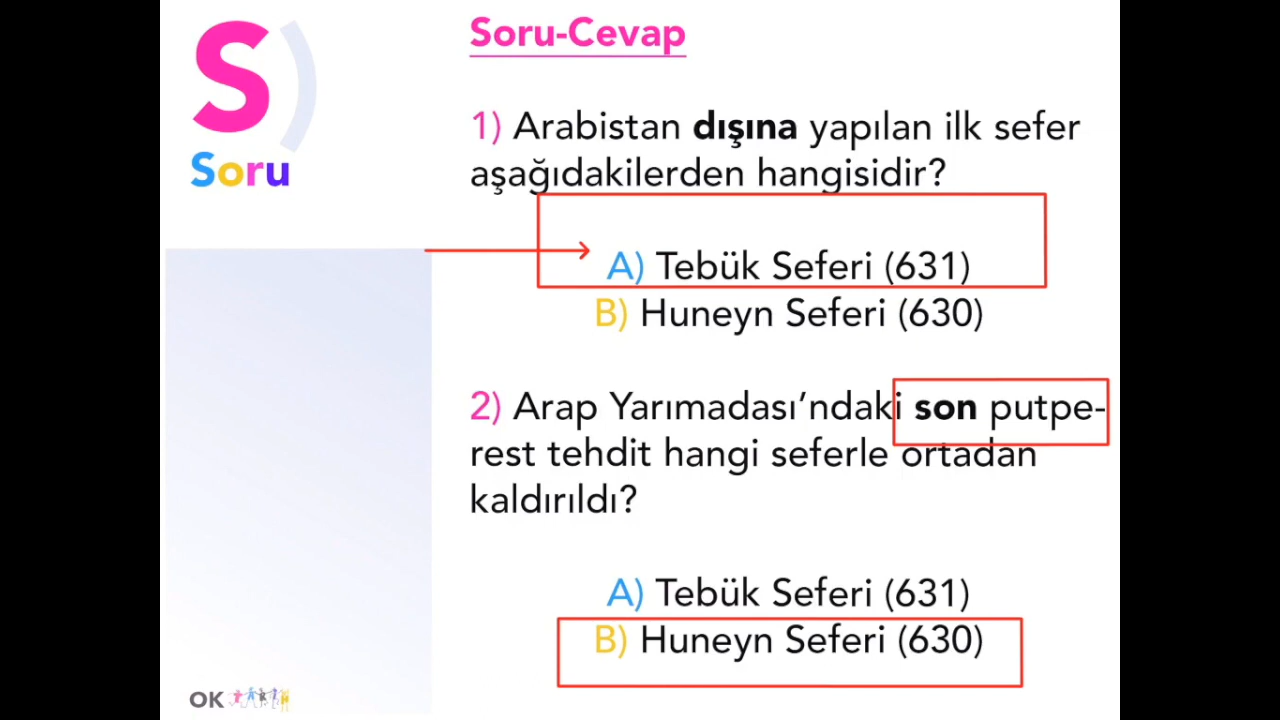 S)
Soru
Soru-Cevap
1) Arabistan dışına yapılan ilk sefer
aşağıdakilerden hangisidir?
A) Tebük Seferi (631)
B) Huneyn Seferi (630)
2) Arap Yarımadası’ndaki son putpe-
rest tehdit hangi seferle ortadan
kaldırıldı?
A) Tebük Seferi (631)
B) Huneyn Seferi (630)
OK